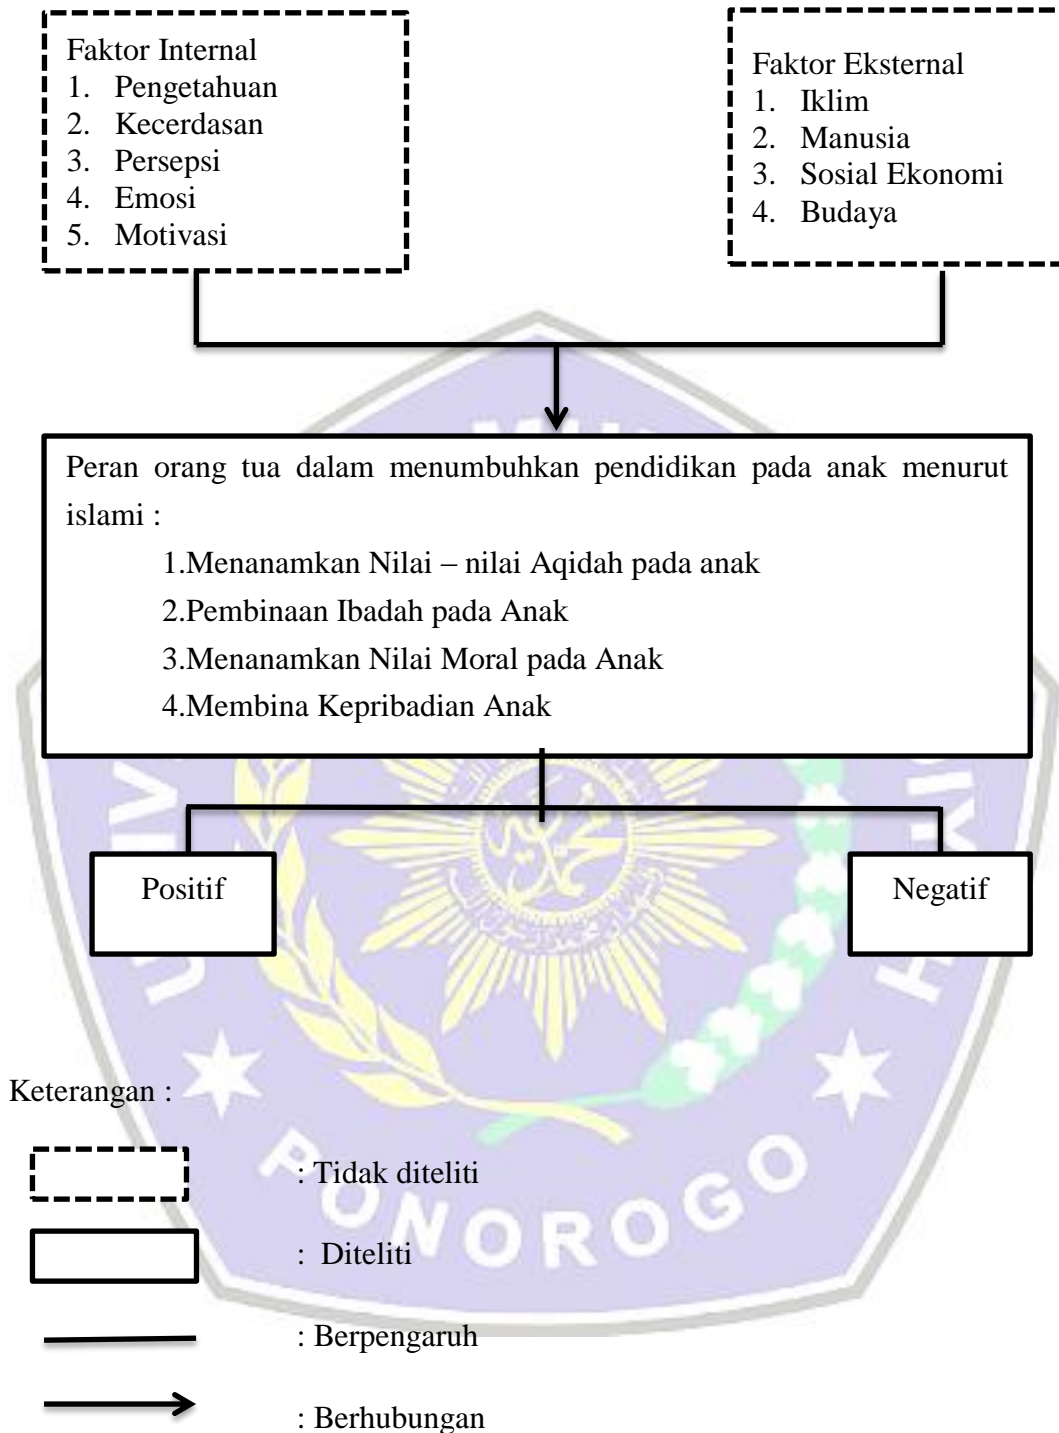 Faktor Internal
1. Pengetahuan
2. Kecerdasan
3. Persepsi
4. Emosi
5. Motivasi
Faktor Eksternal
1. Iklim
2. Manusia
3. Sosial Ekonomi
4. Budaya
Peran orang tua dalam menumbuhkan pendidikan pada anak menurut
islami :
1.Menanamkan Nilai – nilai Aqidah pada anak
2.Pembinaan Ibadah pada Anak
3.Menanamkan Nilai Moral pada Anak
4.Membina Kepribadian Anak
Positif
Negatif
Keterangan :
: Tidak diteliti
: Diteliti
: Berpengaruh
: Berhubungan
PONOROGO